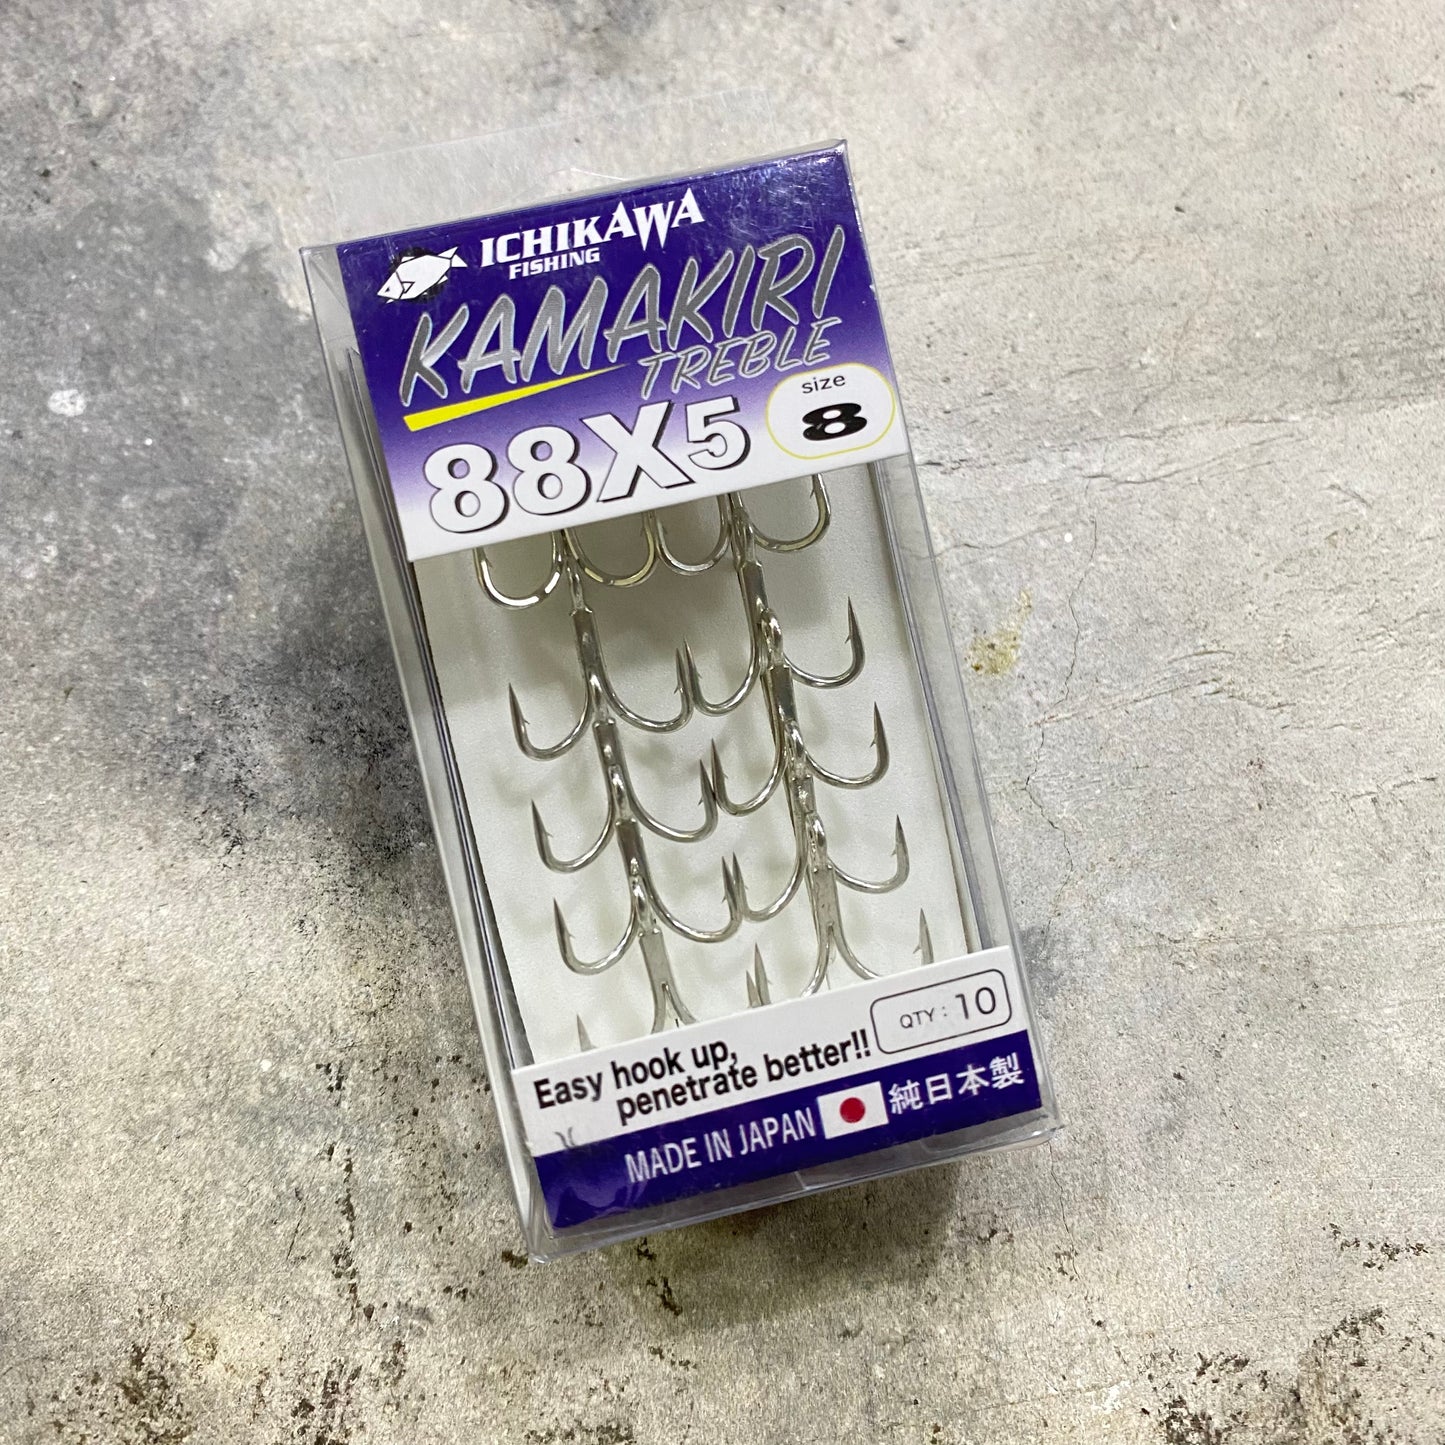 ICHIKAWA
FISHING
KAMAKIRI
TREBLE
88X5
size
8
QTY : 10
Easy hook up,
penetrate better!!
MADE IN JAPAN 純日本製